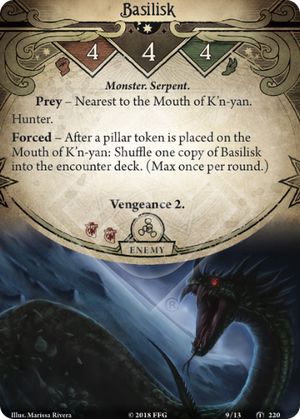 Basilisk
4 4 4
Monster. Serpent.
Prey – Nearest to the Mouth of K'n-yan.
Hunter.
Forced – After a pillar token is placed on the
Mouth of K'n-yan: Shuffle one copy of Basilisk
into the encounter deck. (Max once per round.)
Vengeance 2.
ENEMY
Illus. Marissa Rivera © 2018 FFG 9/13 220